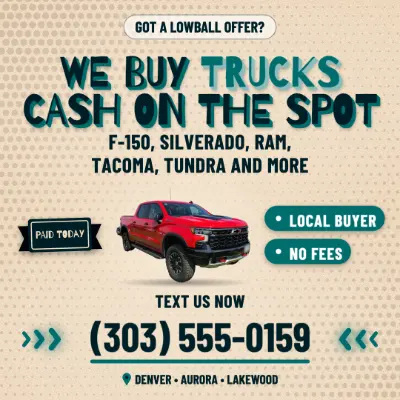 GOT A LOWBALL OFFER?
WE BUY TRUCKS
CASH ON THE SPOT
F-150, SILVERADO, RAM,
TACOMA, TUNDRA AND MORE
PAID TODAY
• LOCAL BUYER
• NO FEES
TEXT US NOW
(303) 555-0159
DENVER • AURORA • LAKEWOOD